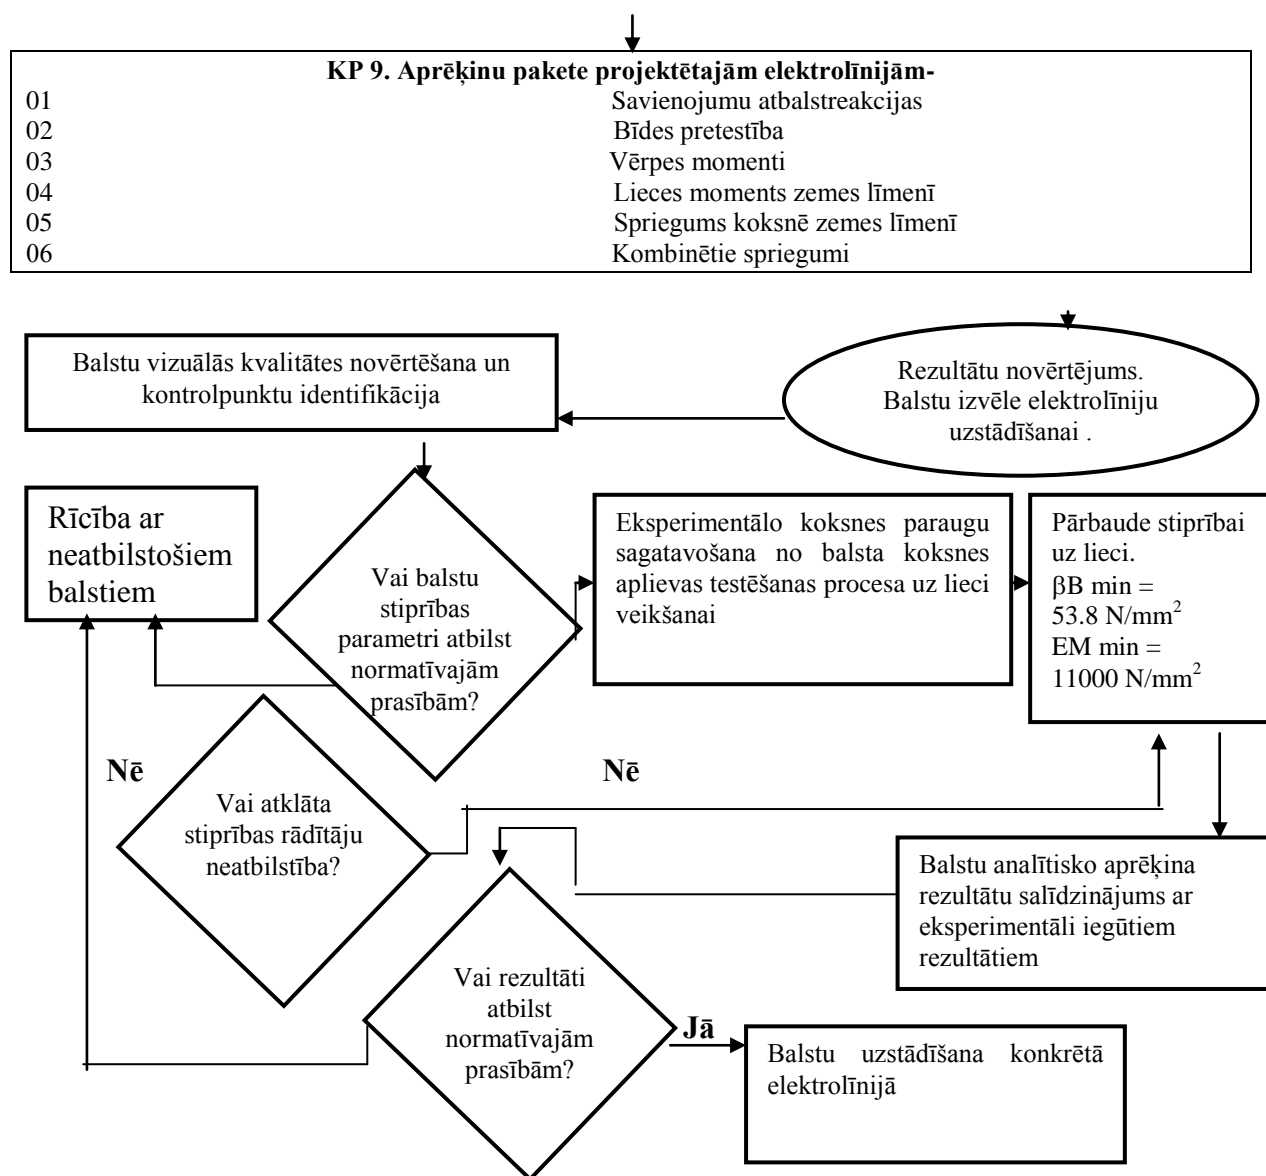 KP 9. Aprēķinu pakete projektētajām elektrolīnijām-
01 Savienojumu atbalstreakcijas
02 Bīdes pretestība
03 Vērpes momenti
04 Lieces moments zemes līmenī
05 Spriegums koksnē zemes līmenī
06 Kombinētie spriegumi
Balstu vizuālās kvalitātes novērtēšana un
kontrolpunktu identifikācija
Rezultātu novērtējums.
Balstu izvēle elektrolīniju
uzstādīšanai .
Rīcība ar
neatbilstošiem
balstiem
Vai balstu
stiprības
parametri atbilst
normatīvajām
prasībām?
Eksperimentālo koksnes paraugu
sagatavošana no balsta koksnes
aplievas testēšanas procesa uz lieci
veikšanai
Pārbaude stiprībai
uz lieci.
βB min =
53.8 N/mm²
EM min =
11000 N/mm²
Nē
Nē
Vai atklāta
stiprības rādītāju
neatbilstība?
Balstu analītisko aprēķina
rezultātu salīdzinājums ar
eksperimentāli iegūtiem
rezultātiem
Vai rezultāti
atbilst
normatīvajām
prasībām?
Jā
Balstu uzstādīšana konkrētā
elektrolīnijā